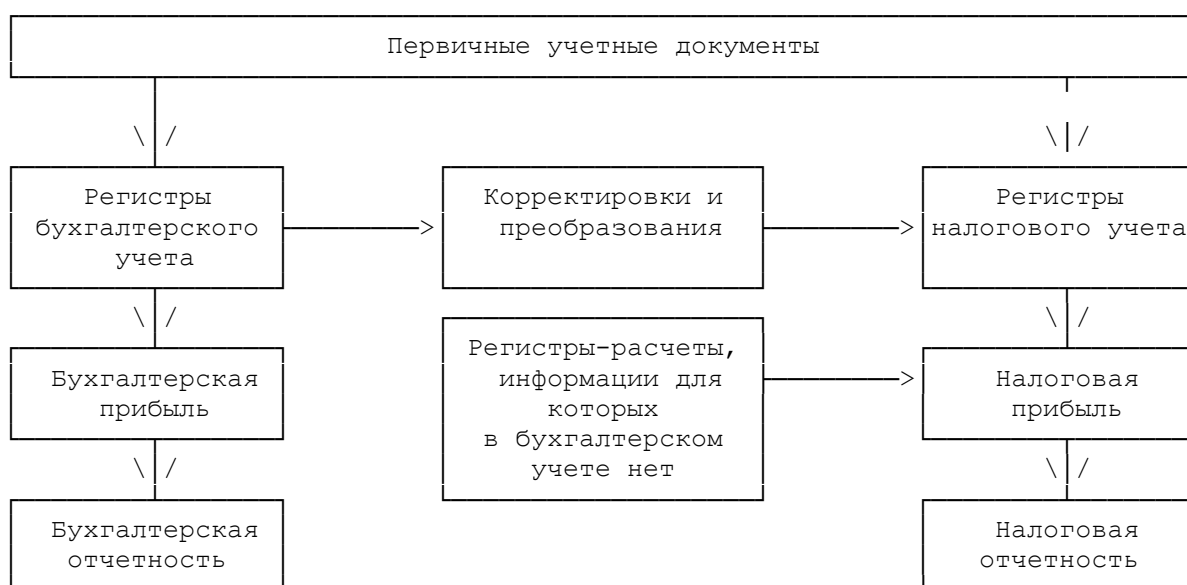 Первичные учетные документы
Регистры
бухгалтерского
учета
Корректировки и
преобразования
Регистры
налогового учета
Бухгалтерская
прибыль
Регистры-расчеты,
информации для
которых
в бухгалтерском
учете нет
Налоговая
прибыль
Бухгалтерская
отчетность
Налоговая
отчетность